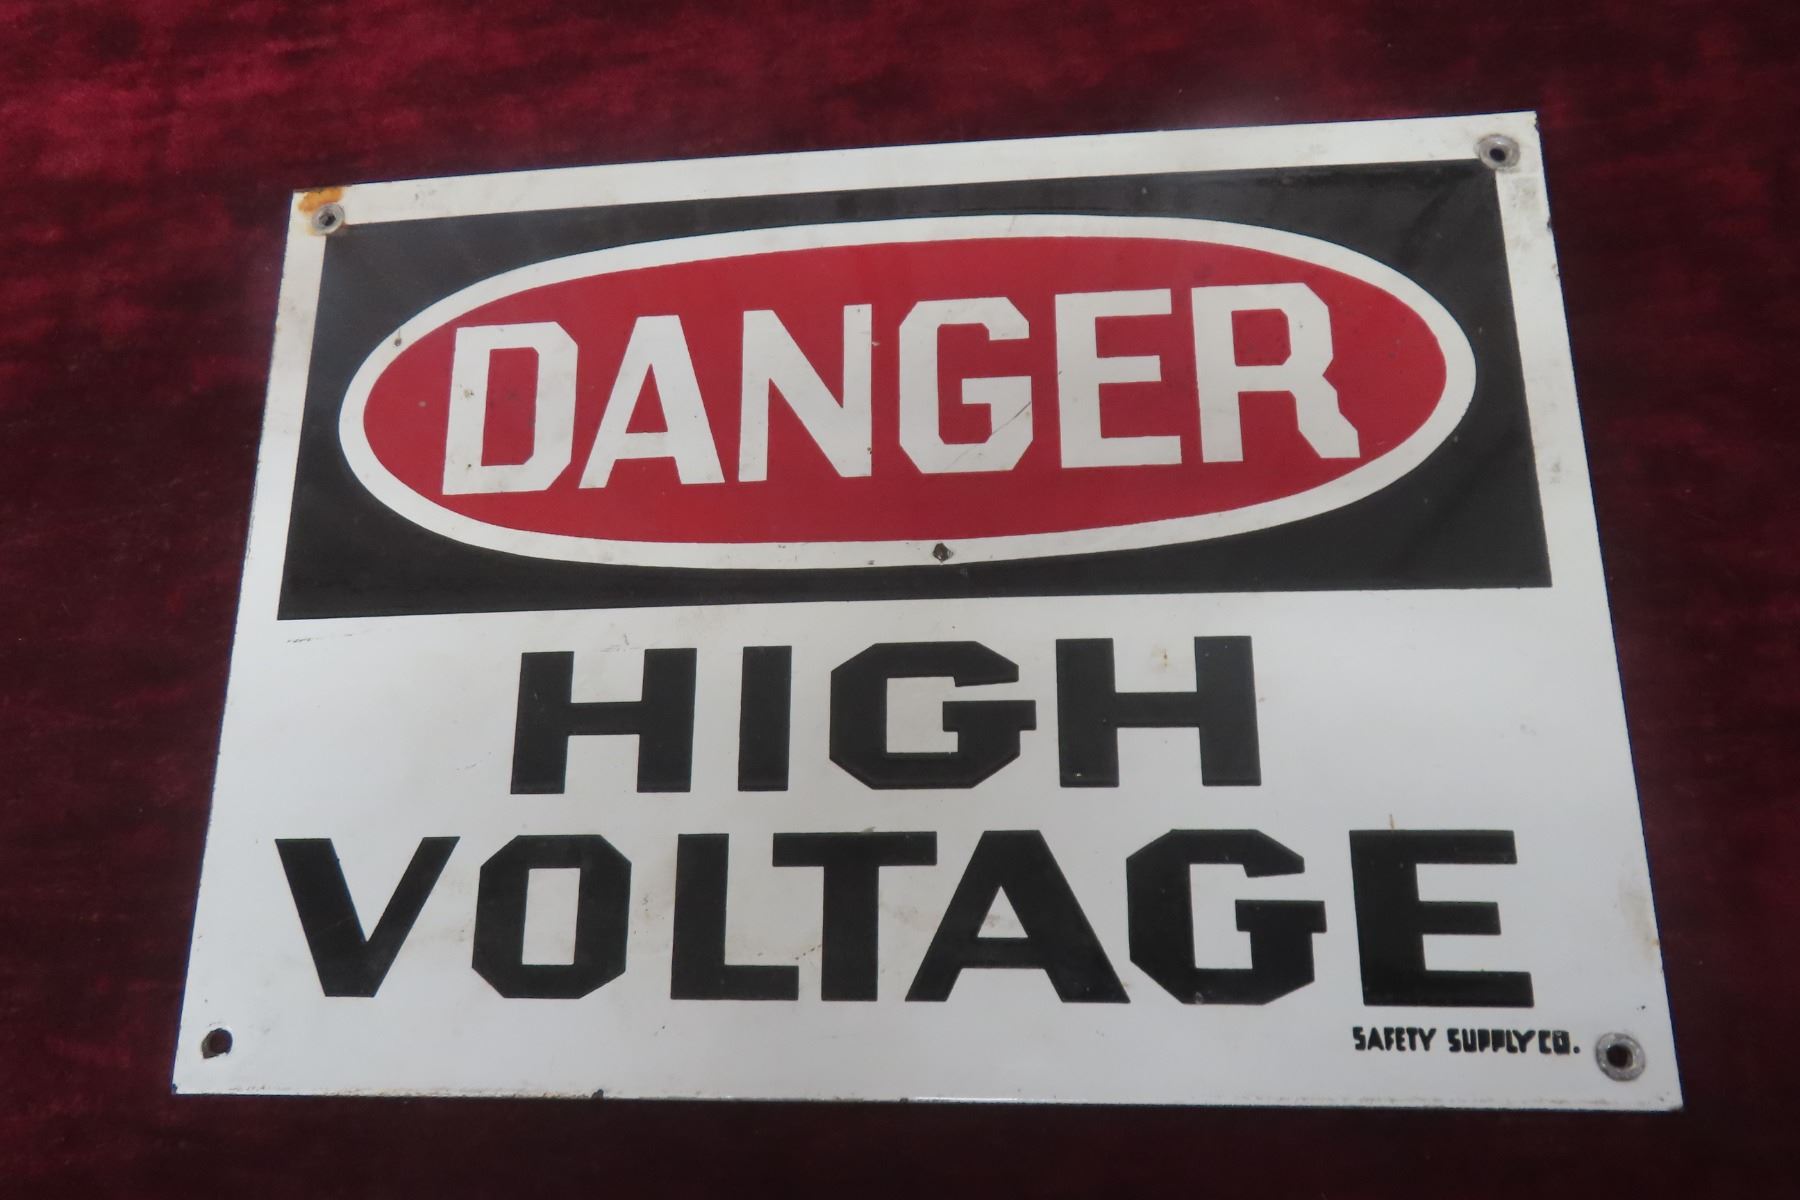 DANGER
HIGH
VOLTAGE
SAFETY SUPPLY CO.